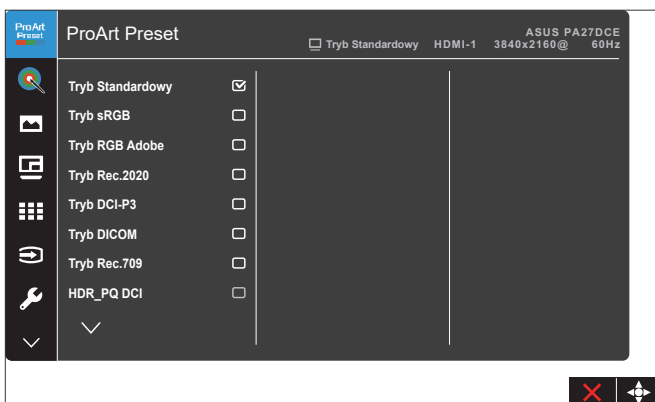 ProArt
Preset
ProArt Preset
Tryb Standardowy HDMI-1 3840x2160@ 60Hz
ASUS PA27DCE
Tryb Standardowy
Tryb sRGB
Tryb RGB Adobe
Tryb Rec.2020
Tryb DCI-P3
Tryb DICOM
Tryb Rec.709
HDR_PQ DCI